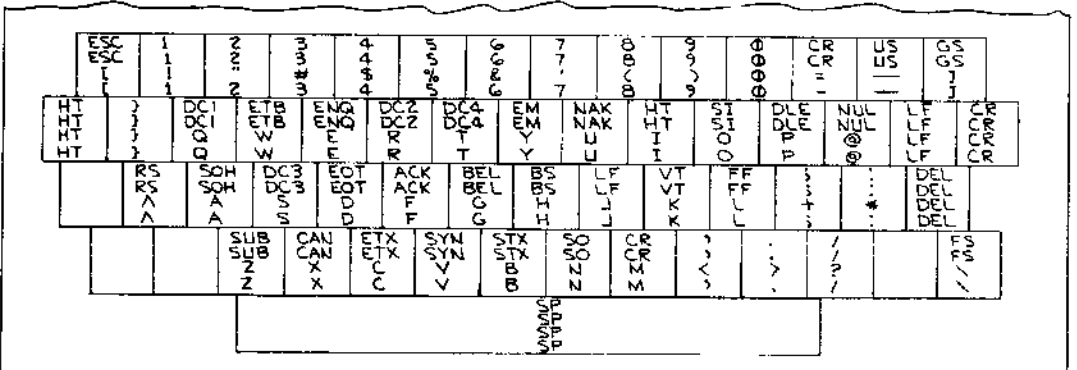 ESC 1 2 3 4 5 6 7 8 9 0 CR US GS
ESC 1 2 3 4 5 6 7 8 9 0 CR US GS
[ ! " # $ % & ' ( ) 0 = — ]
[ 1 2 3 4 5 6 7 8 9 0 - — ]
HT } DC1 ETB ENQ DC2 DC4 EM NAK HT SI DLE NUL LF CR
HT } DC1 ETB ENQ DC2 DC4 EM NAK HT SI DLE NUL LF CR
HT } Q W E R T Y U I O P @ LF CR
HT } Q W E R T Y U I O P @ LF CR
RS SOH DC3 EOT ACK BEL BS LF VT FF ; : DEL
RS SOH DC3 EOT ACK BEL BS LF VT FF ; : DEL
^ A S D F G H J K L + * DEL
^ A S D F G H J K L ; : DEL
SUB CAN ETX SYN STX SO CR , . / FS
SUB CAN ETX SYN STX SO CR , . / FS
Z X C V B N M < > ? \
Z X C V B N M , . / \
SP
SP
SP
SP